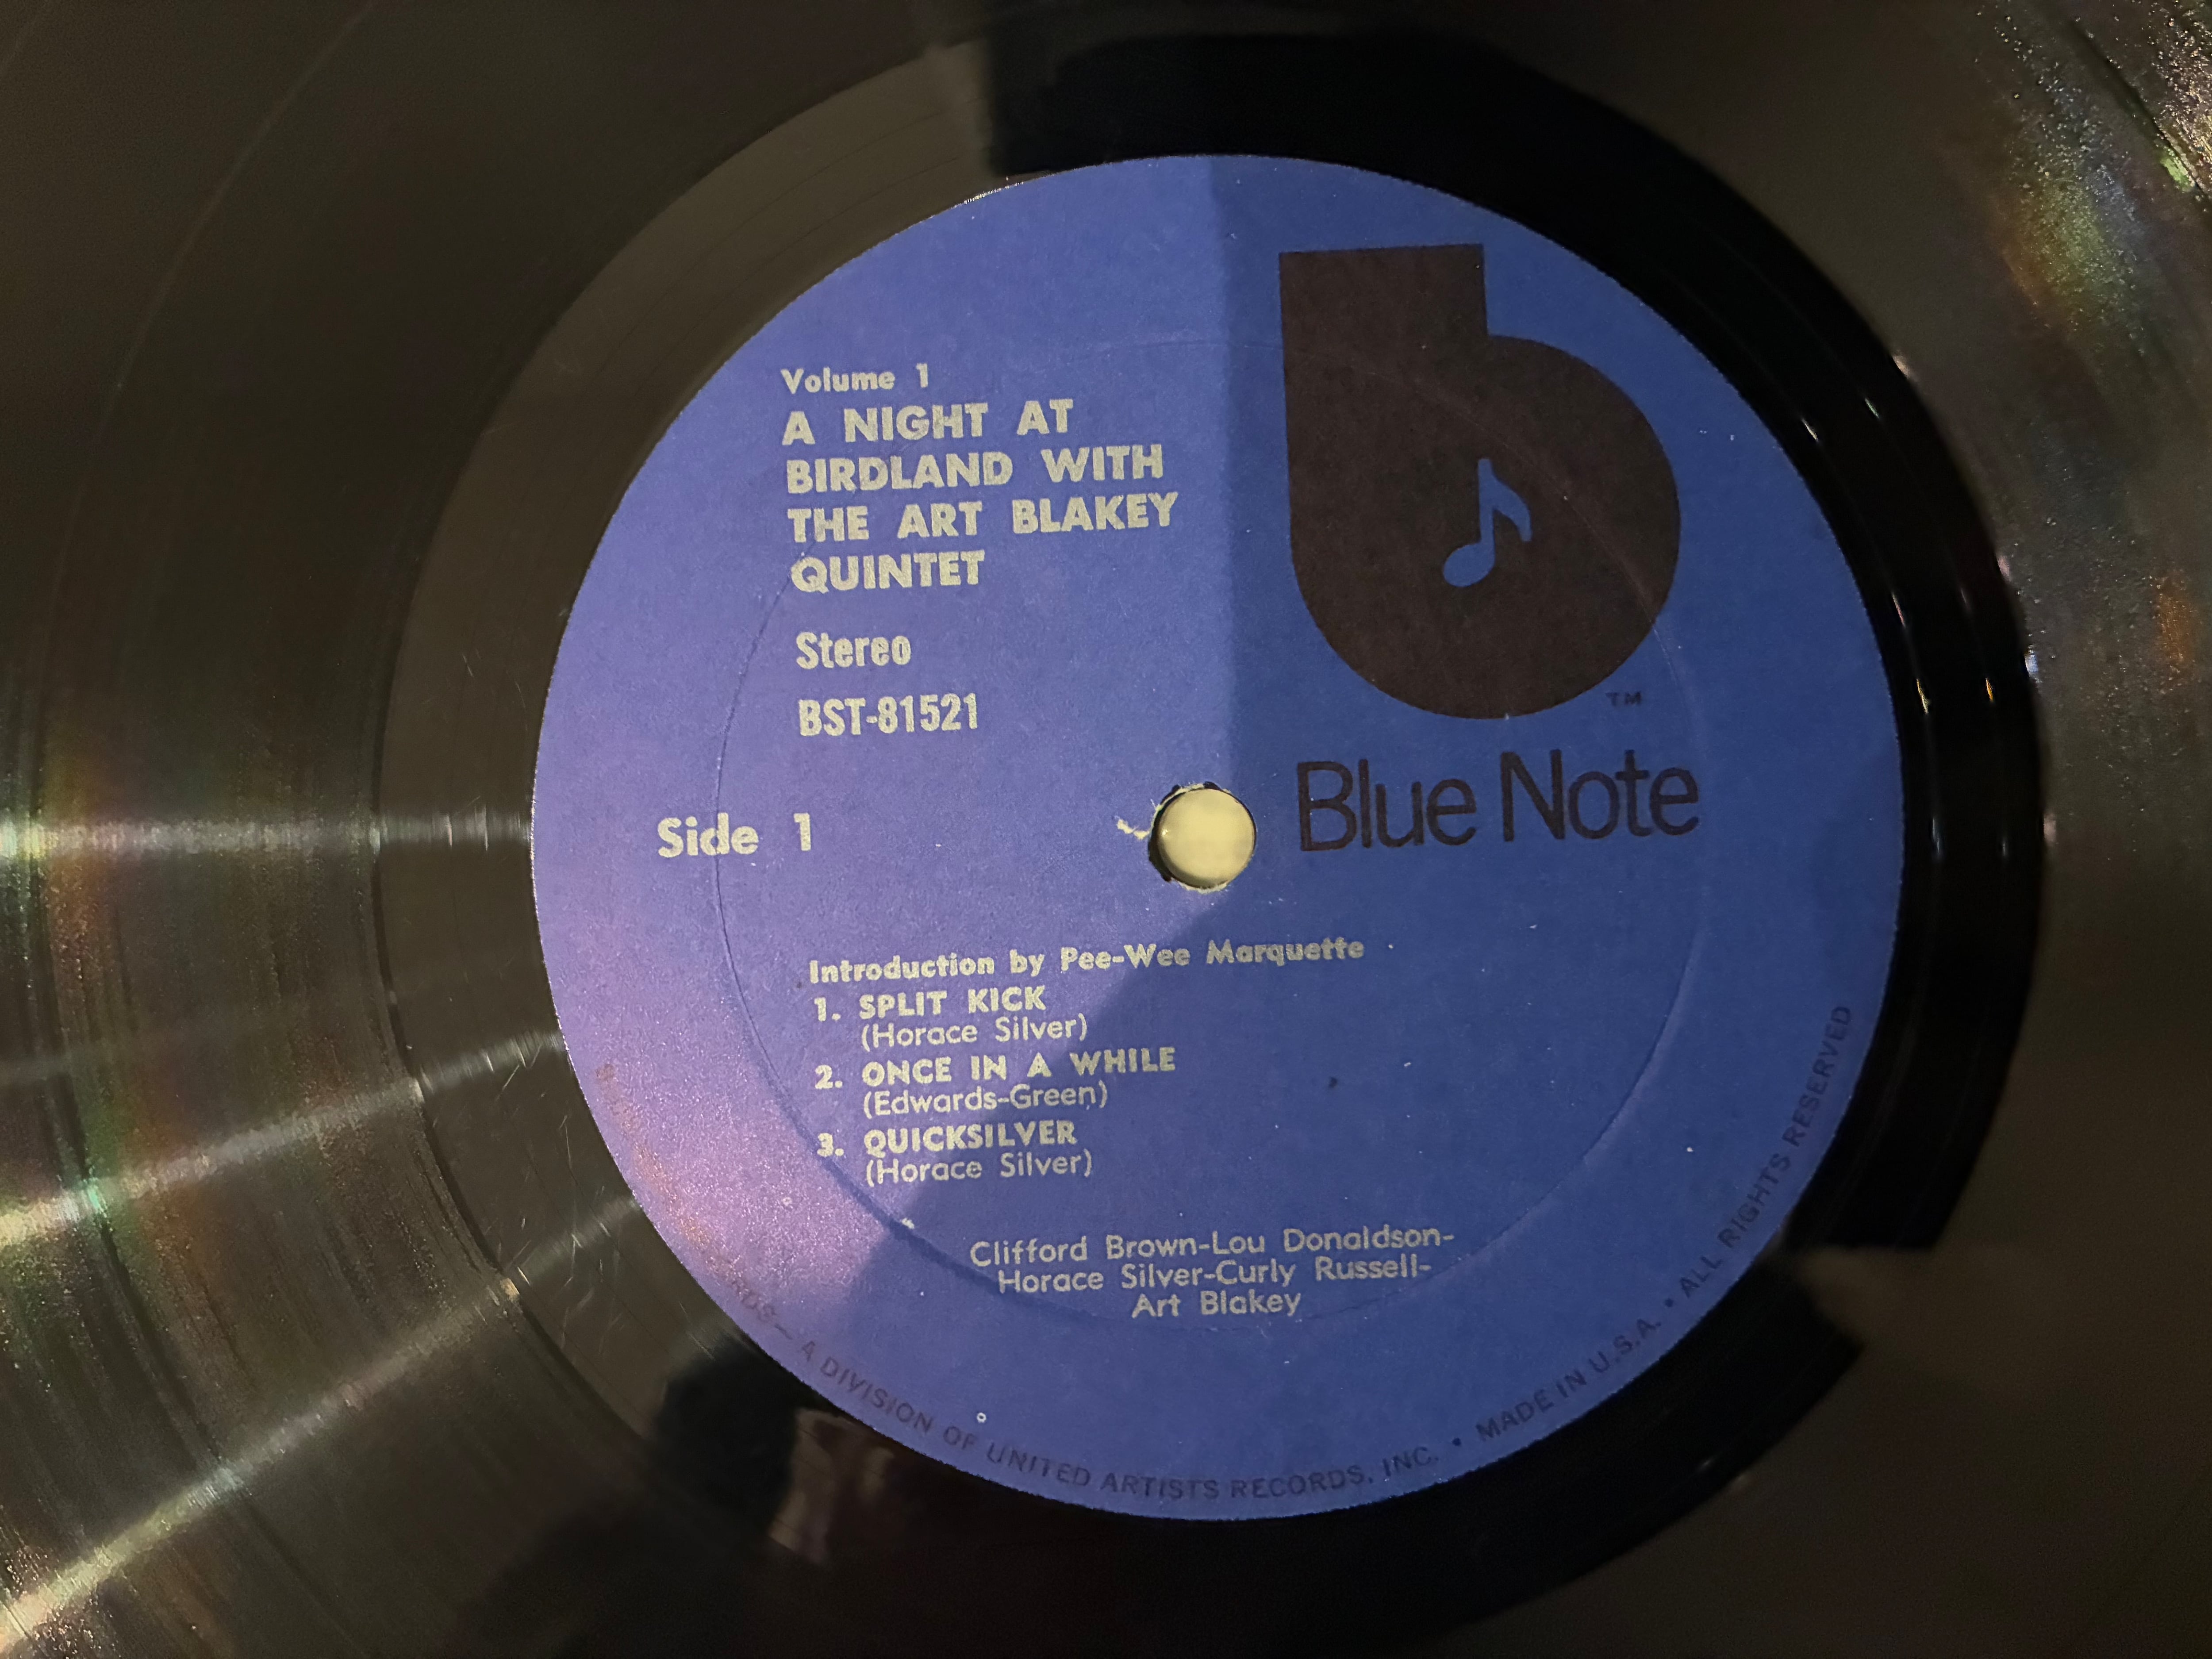 Volume 1
A NIGHT AT
BIRDLAND WITH
THE ART BLAKEY
QUINTET
Stereo
BST-81521
Side 1
TM
Blue Note
Introduction by Pee-Wee Marquette
1. SPLIT KICK
(Horace Silver)
2. ONCE IN A WHILE
(Edwards-Green)
3. QUICKSILVER
(Horace Silver)
Clifford Brown-Lou Donaldson-
Horace Silver-Curly Russell-
Art Blakey
— A DIVISION OF UNITED ARTISTS RECORDS, INC. • MADE IN U.S.A. • ALL RIGHTS RESERVED